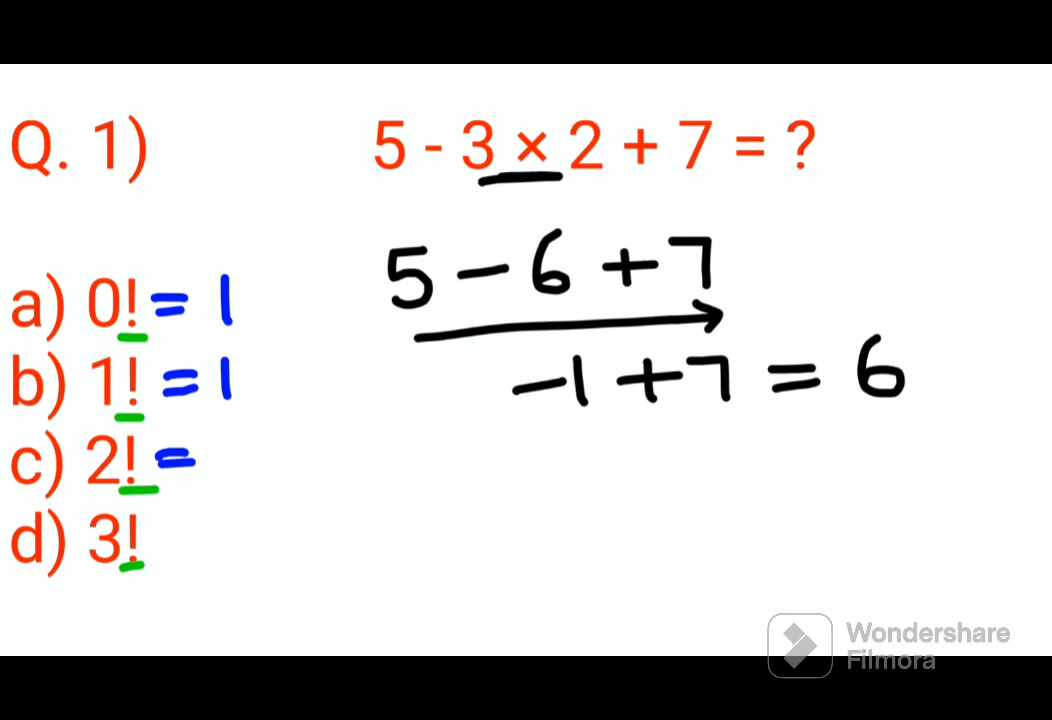 Q. 1) 5 - 3 × 2 + 7 = ?
5 - 6 + 7
a) 0! = 1
-1 + 7 = 6
b) 1! = 1
c) 2! =
d) 3!
Wondershare
Filmora